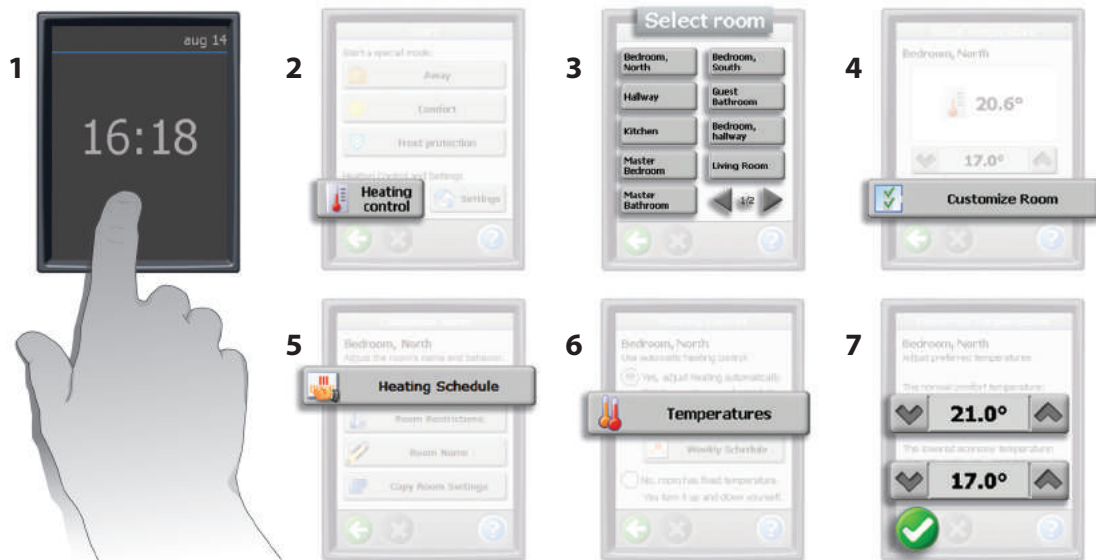 1
aug 14
16:18
2
Start a special mode:
Away
Comfort
Frost protection
Heating Control and Settings
Heating
control
Settings
3
Select room
Bedroom,
North
Bedroom,
South
Hallway
Guest
Bathroom
Kitchen
Bedroom,
hallway
Master
Bedroom
Living Room
Master
Bathroom
1/2
4
Bedroom, North
20.6°
17.0°
Customize Room
5
Bedroom, North
Adjust the room's name and behavior.
Heating Schedule
Room Restrictions
Room Name
Copy Room Settings
6
Bedroom, North
Use automatic heating control
Yes, adjust heating automatically
Temperatures
Weekly Schedule
No, room has fixed temperature.
You turn it up and down yourself.
7
Bedroom, North
Adjust preferred temperatures
The normal comfort temperature:
21.0°
The lowered economy temperature:
17.0°